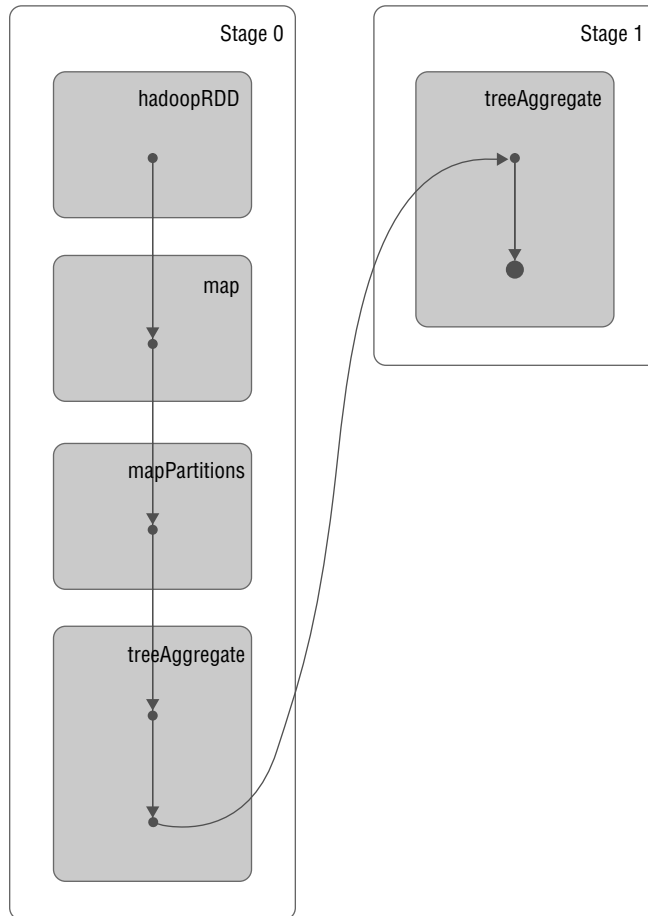 Stage 0
hadoopRDD
map
mapPartitions
treeAggregate
Stage 1
treeAggregate